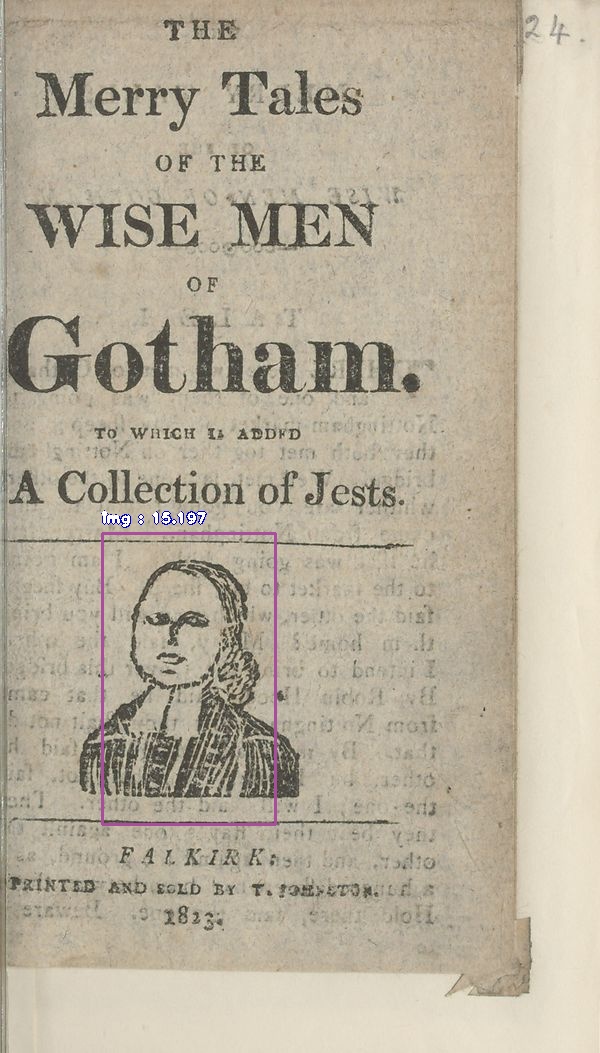 24.
THE
Merry Tales
OF THE
WISE MEN
OF
Gotham.
TO WHICH IS ADDED
A Collection of Jests.
img : 15.197
FALKIRK:
PRINTED AND SOLD BY T. JOHNSTON.
1823.